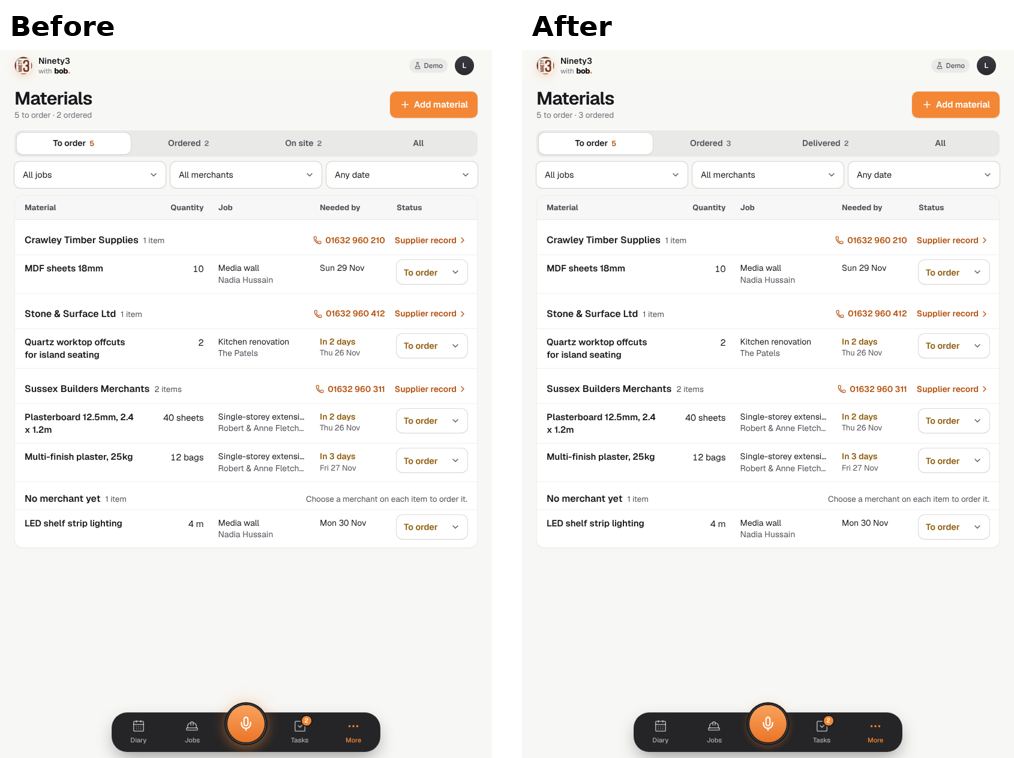 Before
Ninety3
with bob.
Demo
L
Materials
5 to order · 2 ordered
+ Add material
To order 5
Ordered 2
On site 2
All
All jobs
All merchants
Any date
Material Quantity Job Needed by Status
Crawley Timber Supplies 1 item 01632 960 210 Supplier record
MDF sheets 18mm 10 Media wall Sun 29 Nov To order
Nadia Hussain
Stone & Surface Ltd 1 item 01632 960 412 Supplier record
Quartz worktop offcuts 2 Kitchen renovation In 2 days To order
for island seating The Patels Thu 26 Nov
Sussex Builders Merchants 2 items 01632 960 311 Supplier record
Plasterboard 12.5mm, 2.4 40 sheets Single-storey extensi... In 2 days To order
x 1.2m Robert & Anne Fletch... Thu 26 Nov
Multi-finish plaster, 25kg 12 bags Single-storey extensi... In 3 days To order
Robert & Anne Fletch... Fri 27 Nov
No merchant yet 1 item Choose a merchant on each item to order it.
LED shelf strip lighting 4 m Media wall Mon 30 Nov To order
Nadia Hussain
Diary
Jobs
2
Tasks
More
After
Ninety3
with bob.
Demo
L
Materials
5 to order · 3 ordered
+ Add material
To order 5
Ordered 3
Delivered 2
All
All jobs
All merchants
Any date
Material Quantity Job Needed by Status
Crawley Timber Supplies 1 item 01632 960 210 Supplier record
MDF sheets 18mm 10 Media wall Sun 29 Nov To order
Nadia Hussain
Stone & Surface Ltd 1 item 01632 960 412 Supplier record
Quartz worktop offcuts 2 Kitchen renovation In 2 days To order
for island seating The Patels Thu 26 Nov
Sussex Builders Merchants 2 items 01632 960 311 Supplier record
Plasterboard 12.5mm, 2.4 40 sheets Single-storey extensi... In 2 days To order
x 1.2m Robert & Anne Fletch... Thu 26 Nov
Multi-finish plaster, 25kg 12 bags Single-storey extensi... In 3 days To order
Robert & Anne Fletch... Fri 27 Nov
No merchant yet 1 item Choose a merchant on each item to order it.
LED shelf strip lighting 4 m Media wall Mon 30 Nov To order
Nadia Hussain
Diary
Jobs
2
Tasks
More